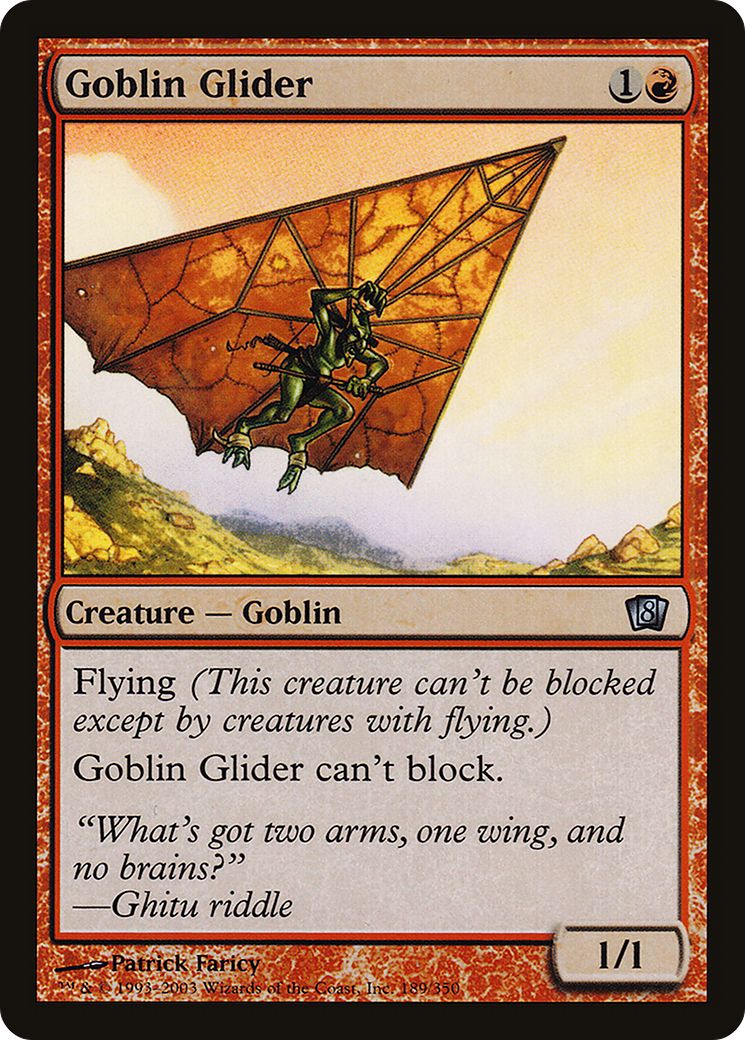 Goblin Glider 1
Creature — Goblin 8
Flying (This creature can't be blocked
except by creatures with flying.)
Goblin Glider can't block.
“What's got two arms, one wing, and
no brains?”
—Ghitu riddle
1/1
Patrick Faricy
™ & © 1993–2003 Wizards of the Coast, Inc. 189/350